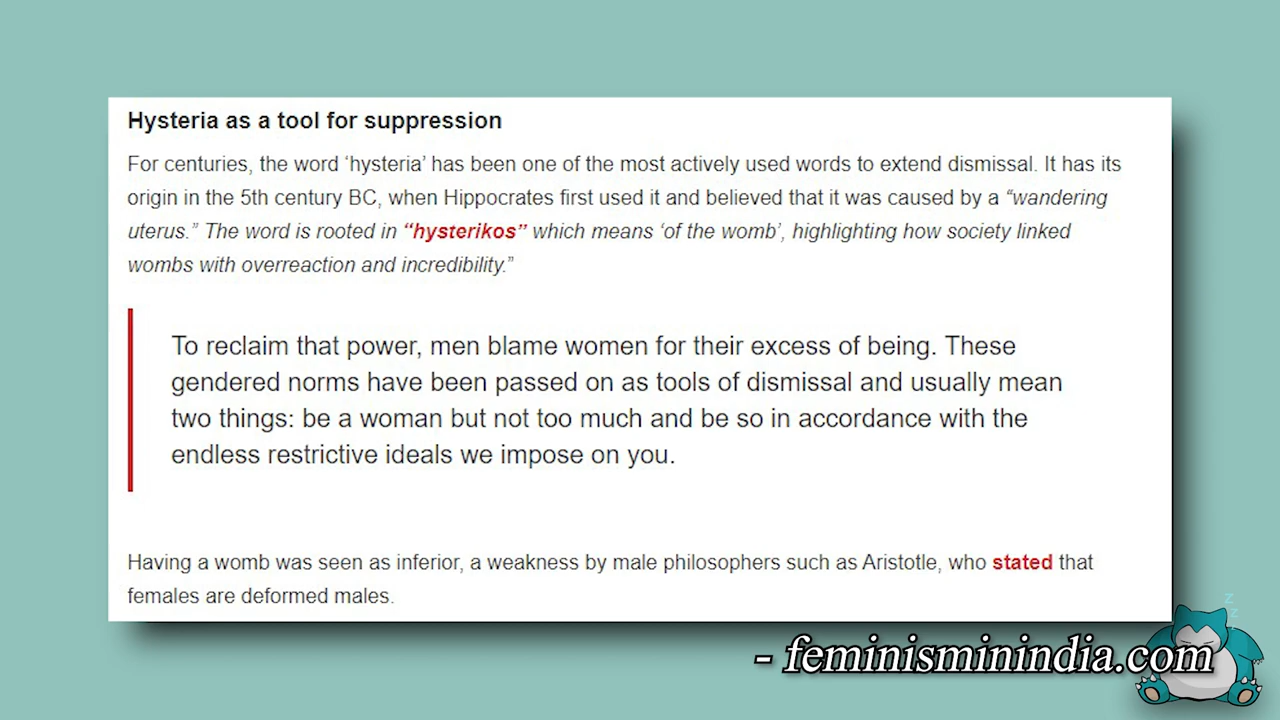 Hysteria as a tool for suppression
For centuries, the word ‘hysteria’ has been one of the most actively used words to extend dismissal. It has its
origin in the 5th century BC, when Hippocrates first used it and believed that it was caused by a “wandering
uterus.” The word is rooted in “hysterikos” which means ‘of the womb’, highlighting how society linked
wombs with overreaction and incredibility.”
To reclaim that power, men blame women for their excess of being. These
gendered norms have been passed on as tools of dismissal and usually mean
two things: be a woman but not too much and be so in accordance with the
endless restrictive ideals we impose on you.
Having a womb was seen as inferior, a weakness by male philosophers such as Aristotle, who stated that
females are deformed males.
z
z
- feminisminindia.com